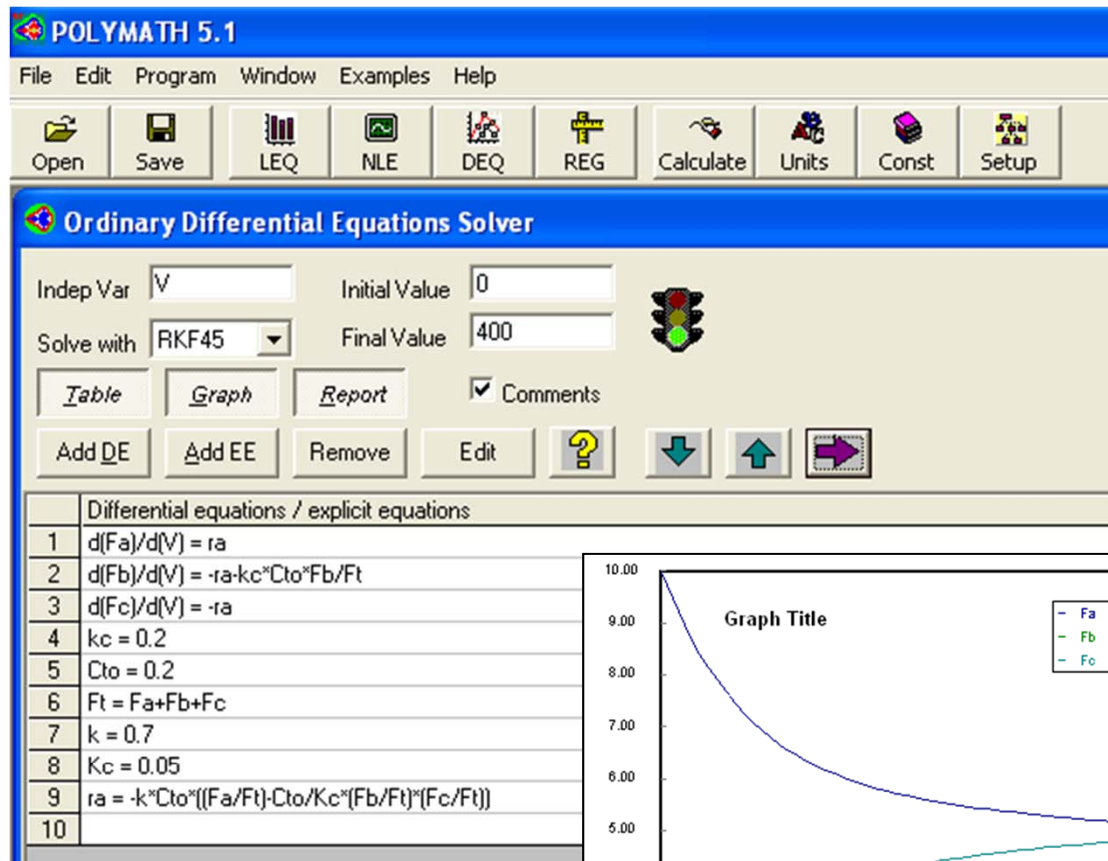 POLYMATH 5.1
File Edit Program Window Examples Help
Open Save LEQ NLE DEQ REG Calculate Units Const Setup
Ordinary Differential Equations Solver
Indep Var V Initial Value 0
Solve with RKF45 Final Value 400
Table Graph Report Comments
Add DE Add EE Remove Edit ?
Differential equations / explicit equations
1 d(Fa)/d(V) = ra
2 d(Fb)/d(V) = -ra-kc*Cto*Fb/Ft
3 d(Fc)/d(V) = -ra
4 kc = 0.2
5 Cto = 0.2
6 Ft = Fa+Fb+Fc
7 k = 0.7
8 Kc = 0.05
9 ra = -k*Cto*((Fa/Ft)-Cto/Kc*(Fb/Ft)*(Fc/Ft))
10
10.00
9.00
8.00
7.00
6.00
5.00
Graph Title
Fa
Fb
Fc